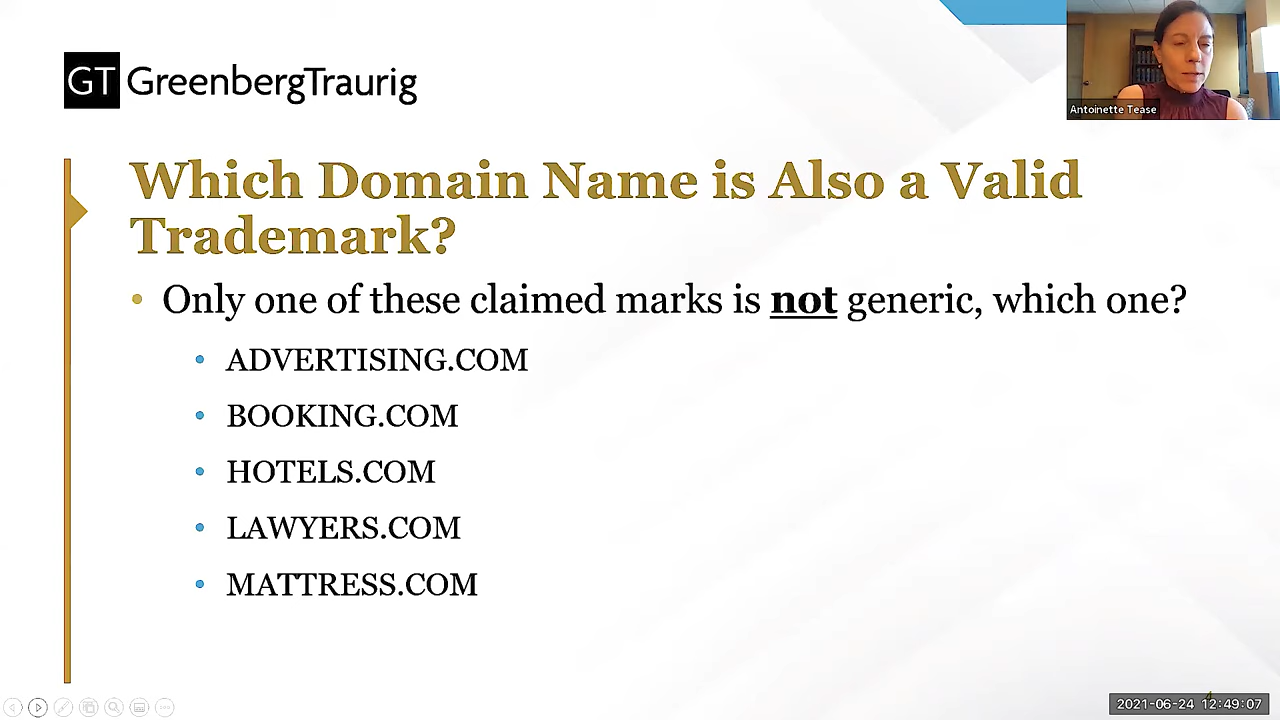 GT GreenbergTraurig
Antoinette Tease
Which Domain Name is Also a Valid
Trademark?
• Only one of these claimed marks is not generic, which one?
• ADVERTISING.COM
• BOOKING.COM
• HOTELS.COM
• LAWYERS.COM
• MATTRESS.COM
4
2021-06-24 12:49:07